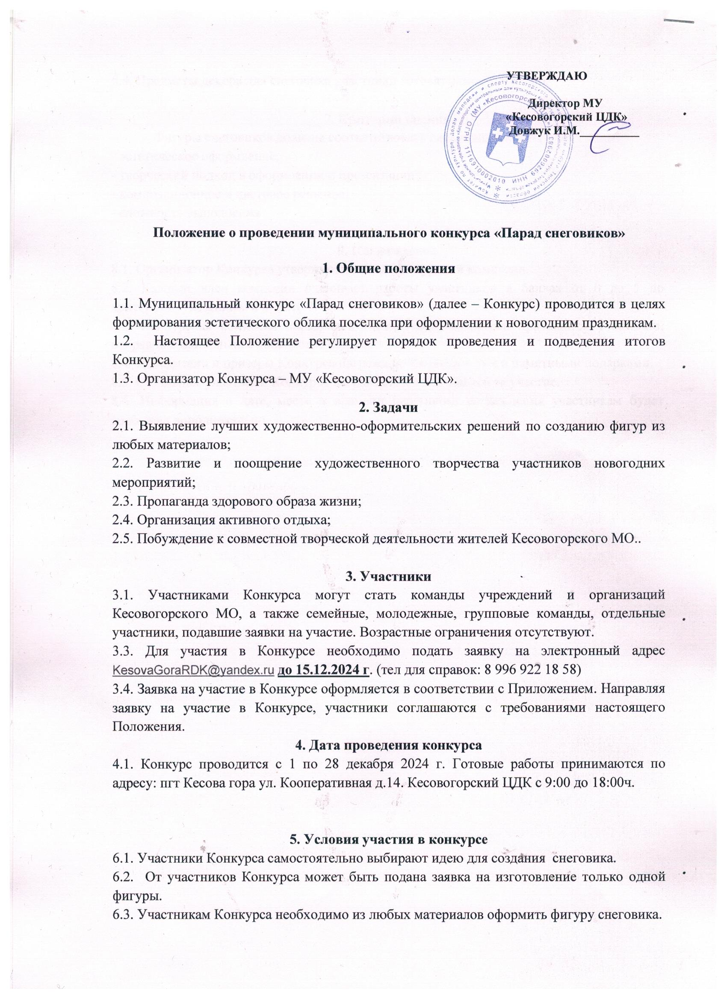 УТВЕРЖДАЮ
Директор МУ
«Кесовогорский ЦДК»
Довжук И.М.
(МУ «Кесовогорский ЦДК»)
ОГРН 1116910002010 ИНН 6926002983
Положение о проведении муниципального конкурса «Парад снеговиков»
1. Общие положения
1.1. Муниципальный конкурс «Парад снеговиков» (далее – Конкурс) проводится в целях
формирования эстетического облика поселка при оформлении к новогодним праздникам.
1.2. Настоящее Положение регулирует порядок проведения и подведения итогов
Конкурса.
1.3. Организатор Конкурса – МУ «Кесовогорский ЦДК».
2. Задачи
2.1. Выявление лучших художественно-оформительских решений по созданию фигур из
любых материалов;
2.2. Развитие и поощрение художественного творчества участников новогодних
мероприятий;
2.3. Пропаганда здорового образа жизни;
2.4. Организация активного отдыха;
2.5. Побуждение к совместной творческой деятельности жителей Кесовогорского МО..
3. Участники
3.1. Участниками Конкурса могут стать команды учреждений и организаций
Кесовогорского МО, а также семейные, молодежные, групповые команды, отдельные
участники, подавшие заявки на участие. Возрастные ограничения отсутствуют.
3.3. Для участия в Конкурсе необходимо подать заявку на электронный адрес
KesovaGoraRDK@yandex.ru до 15.12.2024 г. (тел для справок: 8 996 922 18 58)
3.4. Заявка на участие в Конкурсе оформляется в соответствии с Приложением. Направляя
заявку на участие в Конкурсе, участники соглашаются с требованиями настоящего
Положения.
4. Дата проведения конкурса
4.1. Конкурс проводится с 1 по 28 декабря 2024 г. Готовые работы принимаются по
адресу: пгт Кесова гора ул. Кооперативная д.14. Кесовогорский ЦДК с 9:00 до 18:00ч.
5. Условия участия в конкурсе
6.1. Участники Конкурса самостоятельно выбирают идею для создания снеговика.
6.2. От участников Конкурса может быть подана заявка на изготовление только одной
фигуры.
6.3. Участникам Конкурса необходимо из любых материалов оформить фигуру снеговика.